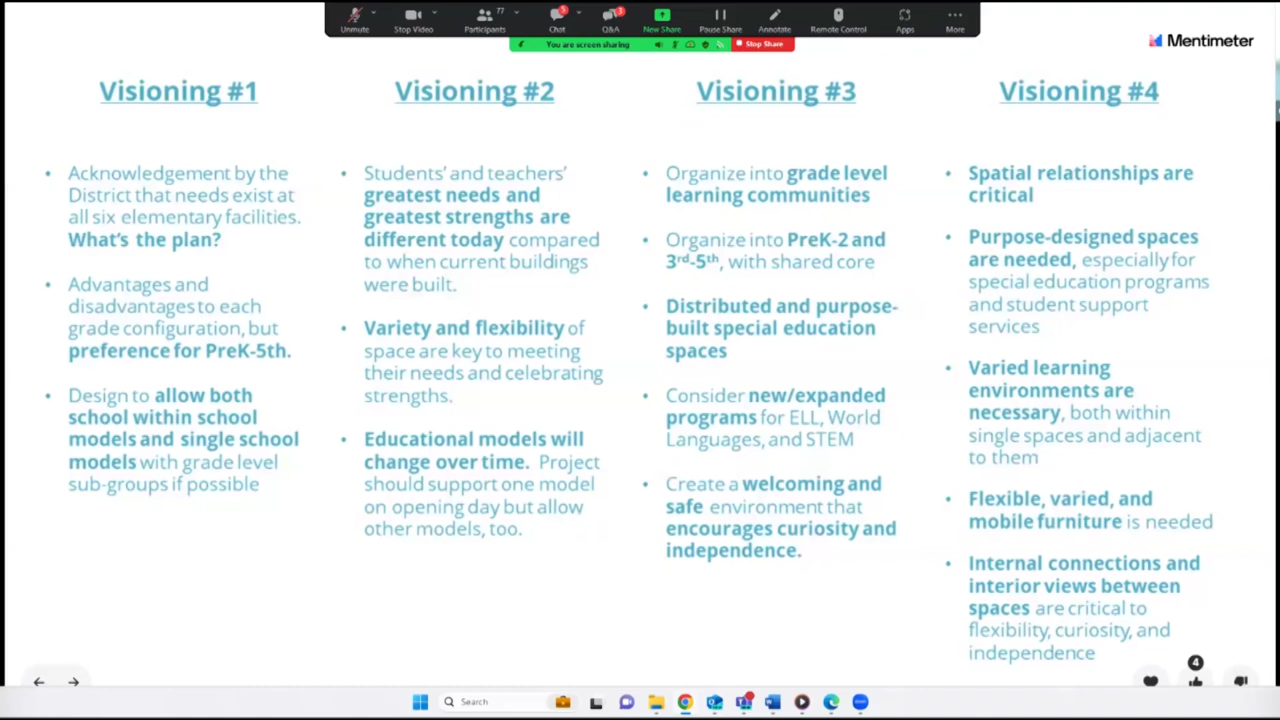 5
77
3
Unmute
Stop Video
Participants
Chat
Q&A
New Share
Pause Share
Annotate
Remote Control
Apps
More
You are screen sharing
Stop Share
Mentimeter
Visioning #1
• Acknowledgement by the
District that needs exist at
all six elementary facilities.
What's the plan?
• Advantages and
disadvantages to each
grade configuration, but
preference for PreK-5th.
• Design to allow both
school within school
models and single school
models with grade level
sub-groups if possible
Visioning #2
• Students' and teachers'
greatest needs and
greatest strengths are
different today compared
to when current buildings
were built.
• Variety and flexibility of
space are key to meeting
their needs and celebrating
strengths.
• Educational models will
change over time. Project
should support one model
on opening day but allow
other models, too.
Visioning #3
• Organize into grade level
learning communities
• Organize into PreK-2 and
3rd-5th, with shared core
• Distributed and purpose-
built special education
spaces
• Consider new/expanded
programs for ELL, World
Languages, and STEM
• Create a welcoming and
safe environment that
encourages curiosity and
independence.
Visioning #4
• Spatial relationships are
critical
• Purpose-designed spaces
are needed, especially for
special education programs
and student support
services
• Varied learning
environments are
necessary, both within
single spaces and adjacent
to them
• Flexible, varied, and
mobile furniture is needed
• Internal connections and
interior views between
spaces are critical to
flexibility, curiosity, and
independence
4
Search